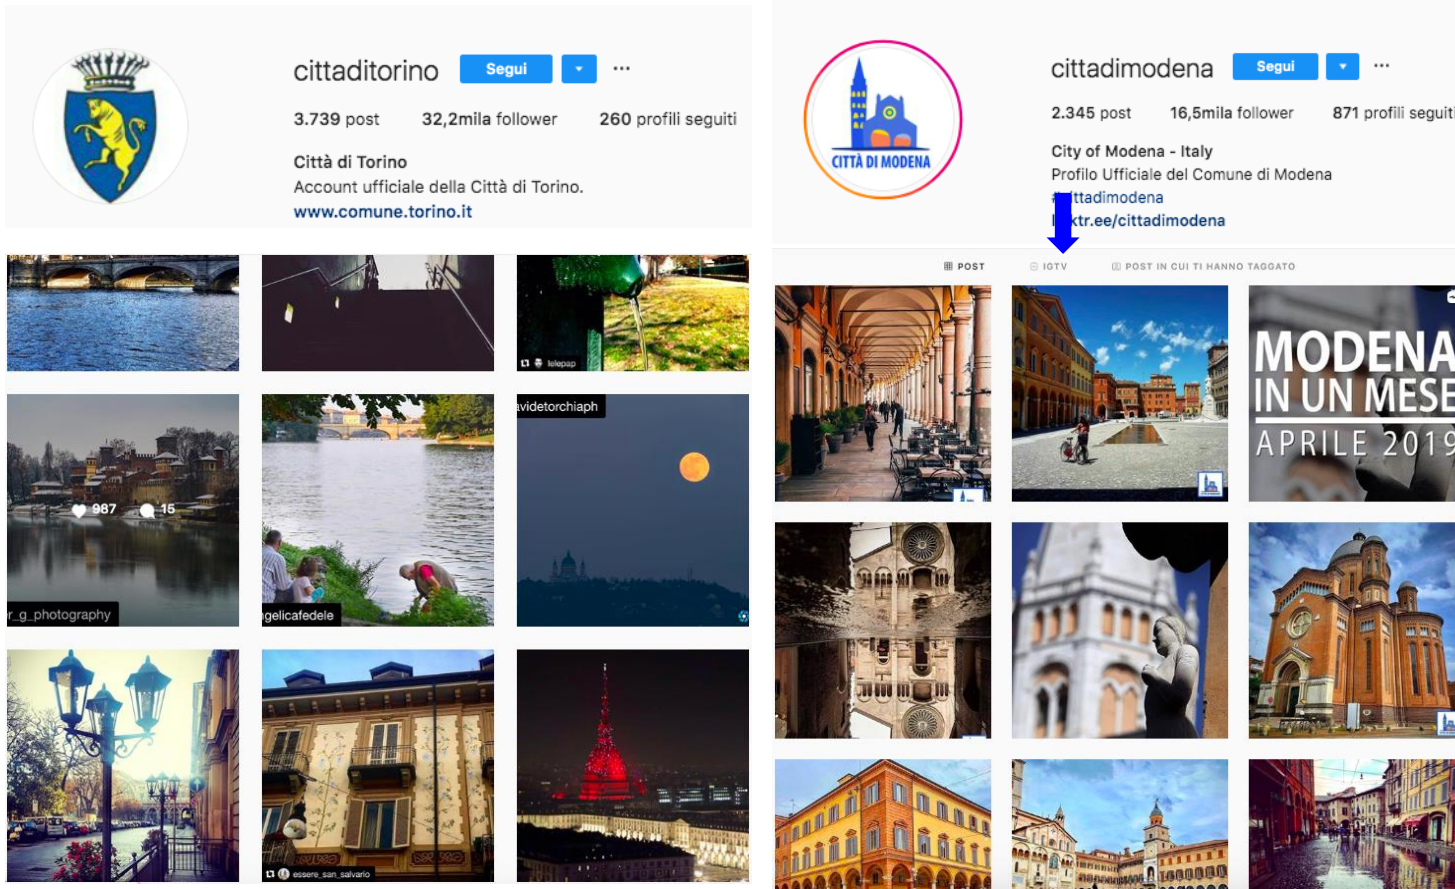 cittaditorino Segui ...
3.739 post 32,2mila follower 260 profili seguiti
Città di Torino
Account ufficiale della Città di Torino.
www.comune.torino.it
lelepap
avidetorchiaph
987 15
r_g_photography
gelicafedele
essere_san_salvario
CITTÀ DI MODENA
cittadimodena Segui ...
2.345 post 16,5mila follower 871 profili seguiti
City of Modena - Italy
Profilo Ufficiale del Comune di Modena
#cittadimodena
linktr.ee/cittadimodena
POST IGTV POST IN CUI TI HANNO TAGGATO
MODENA
IN UN MESE
APRILE 2019